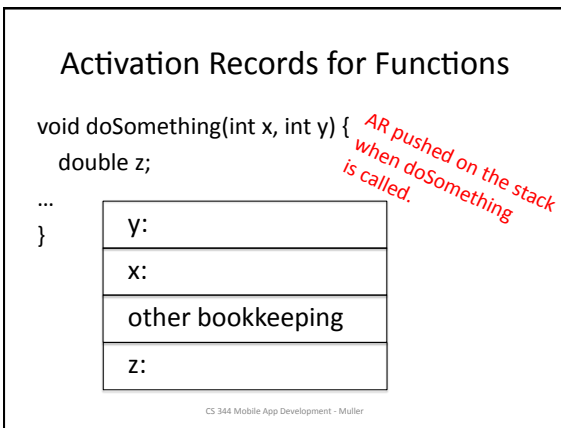 Activation Records for Functions
void doSomething(int x, int y) {
double z;
...
}
AR pushed on the stack
when doSomething
is called.
y:
x:
other bookkeeping
z:
CS 344 Mobile App Development - Muller